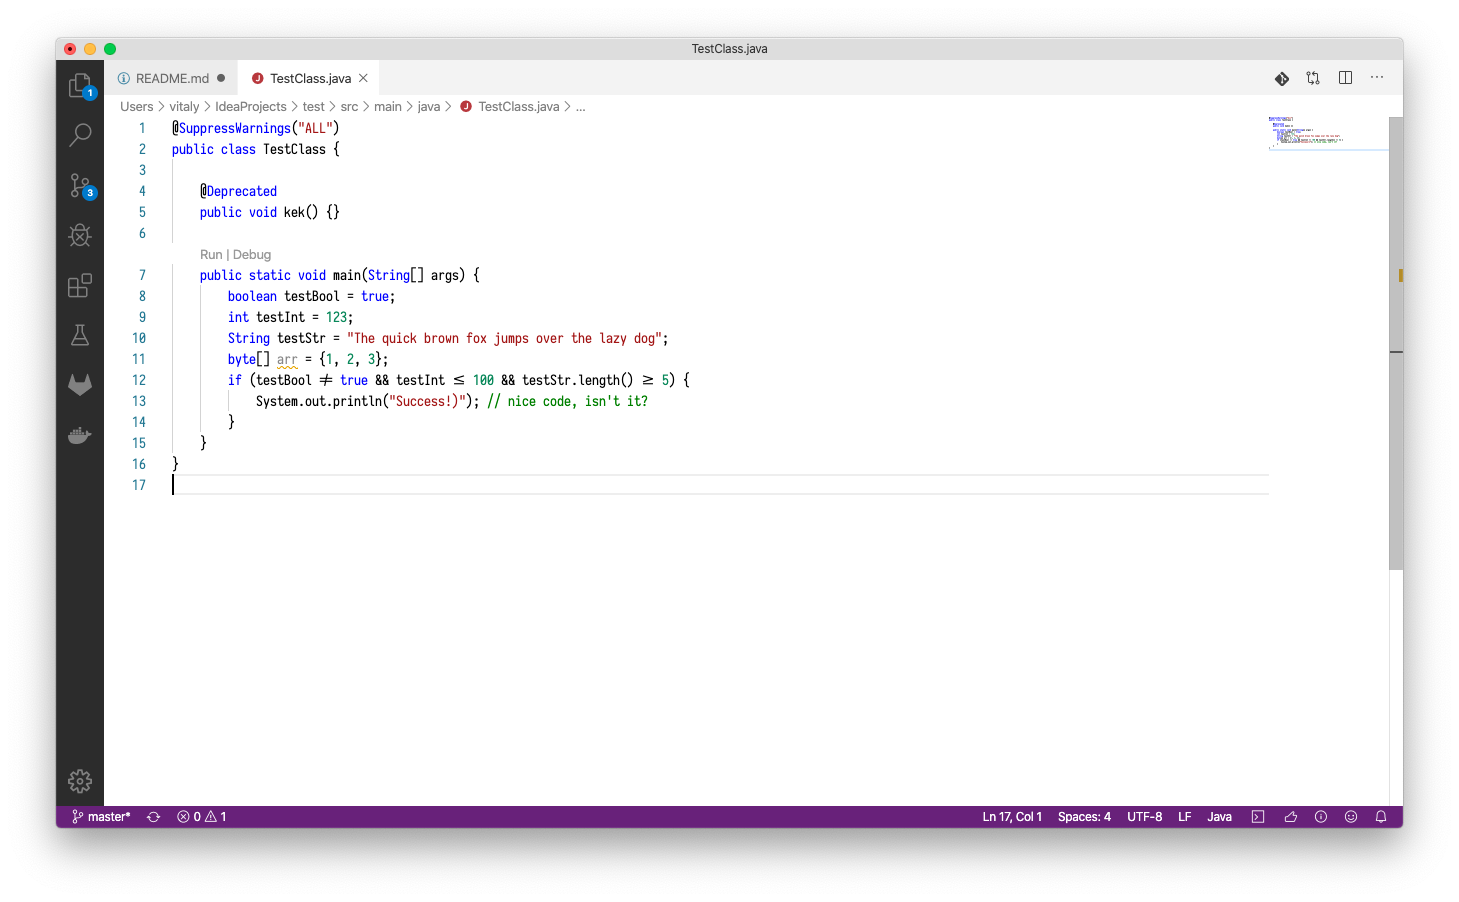 TestClass.java
README.md
TestClass.java
Users > vitaly > IdeaProjects > test > src > main > java > TestClass.java > ...
1 @SuppressWarnings("ALL")
2 public class TestClass {
3
4 @Deprecated
5 public void kek() {}
6
Run | Debug
7 public static void main(String[] args) {
8 boolean testBool = true;
9 int testInt = 123;
10 String testStr = "The quick brown fox jumps over the lazy dog";
11 byte[] arr = {1, 2, 3};
12 if (testBool ≠ true && testInt ≤ 100 && testStr.length() ≥ 5) {
13 System.out.println("Success!)"); // nice code, isn't it?
14 }
15 }
16 }
17
1
3
master* 0 1 Ln 17, Col 1 Spaces: 4 UTF-8 LF Java